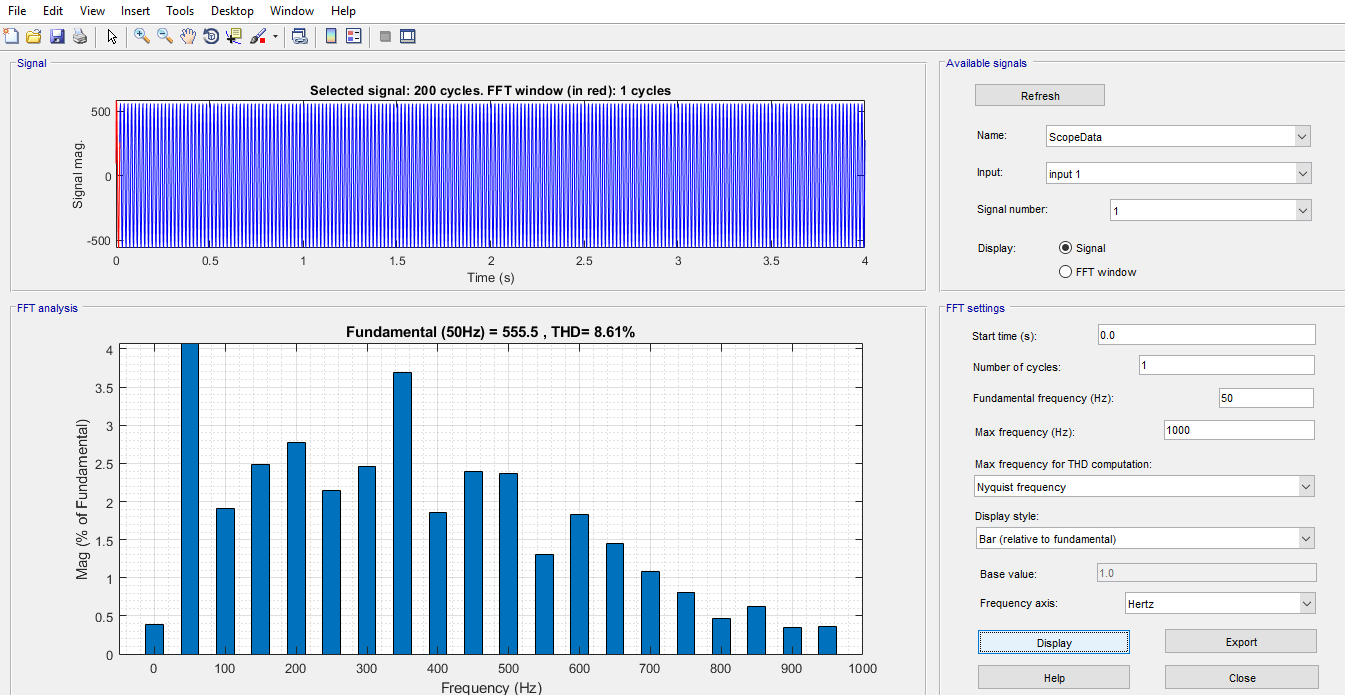 File Edit View Insert Tools Desktop Window Help
Signal
Selected signal: 200 cycles. FFT window (in red): 1 cycles
500
0
-500
Signal mag.
0 0.5 1 1.5 2 2.5 3 3.5 4
Time (s)
FFT analysis
Fundamental (50Hz) = 555.5 , THD= 8.61%
4
3.5
3
2.5
2
1.5
1
0.5
0
Mag (% of Fundamental)
0 100 200 300 400 500 600 700 800 900 1000
Frequency (Hz)
Available signals
Refresh
Name: ScopeData
Input: input 1
Signal number: 1
Display: Signal
FFT window
FFT settings
Start time (s): 0.0
Number of cycles: 1
Fundamental frequency (Hz): 50
Max frequency (Hz): 1000
Max frequency for THD computation:
Nyquist frequency
Display style:
Bar (relative to fundamental)
Base value: 1.0
Frequency axis: Hertz
Display Export
Help Close